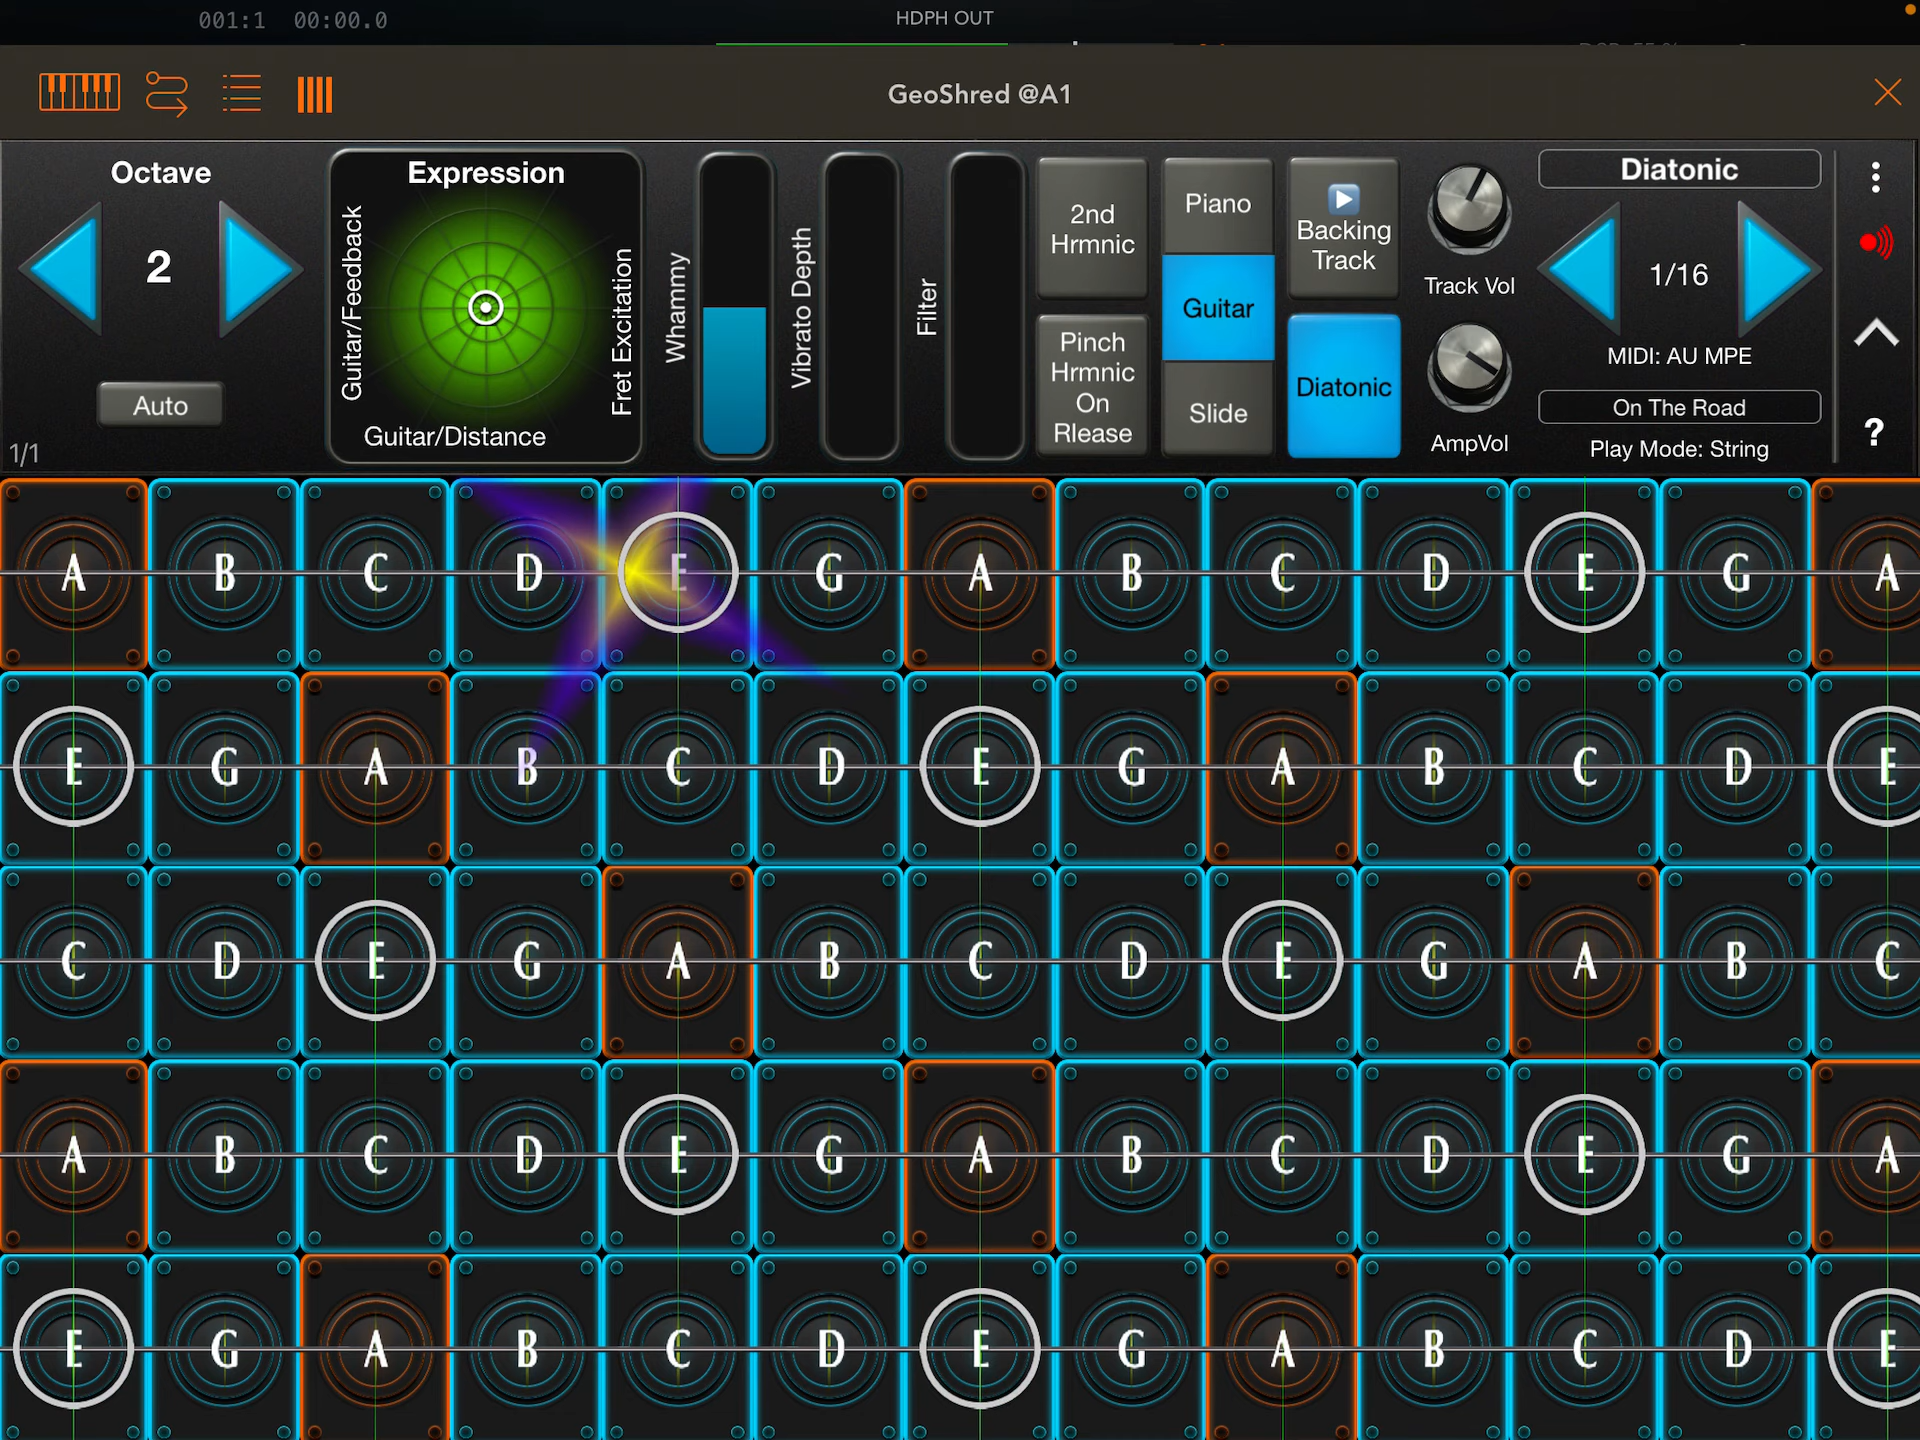 001:1 00:00.0
HDPH OUT
GeoShred @A1
Octave
2
Auto
1/1
Expression
Guitar/Feedback
Fret Excitation
Guitar/Distance
Whammy
Vibrato Depth
Filter
2nd
Hrmnic
Pinch
Hrmnic
On
Rlease
Piano
Guitar
Slide
Backing
Track
Diatonic
Track Vol
AmpVol
Diatonic
1/16
MIDI: AU MPE
On The Road
Play Mode: String
?
A B C D E G A B C D E G A
E G A B C D E G A B C D E
C D E G A B C D E G A B C
A B C D E G A B C D E G A
E G A B C D E G A B C D E